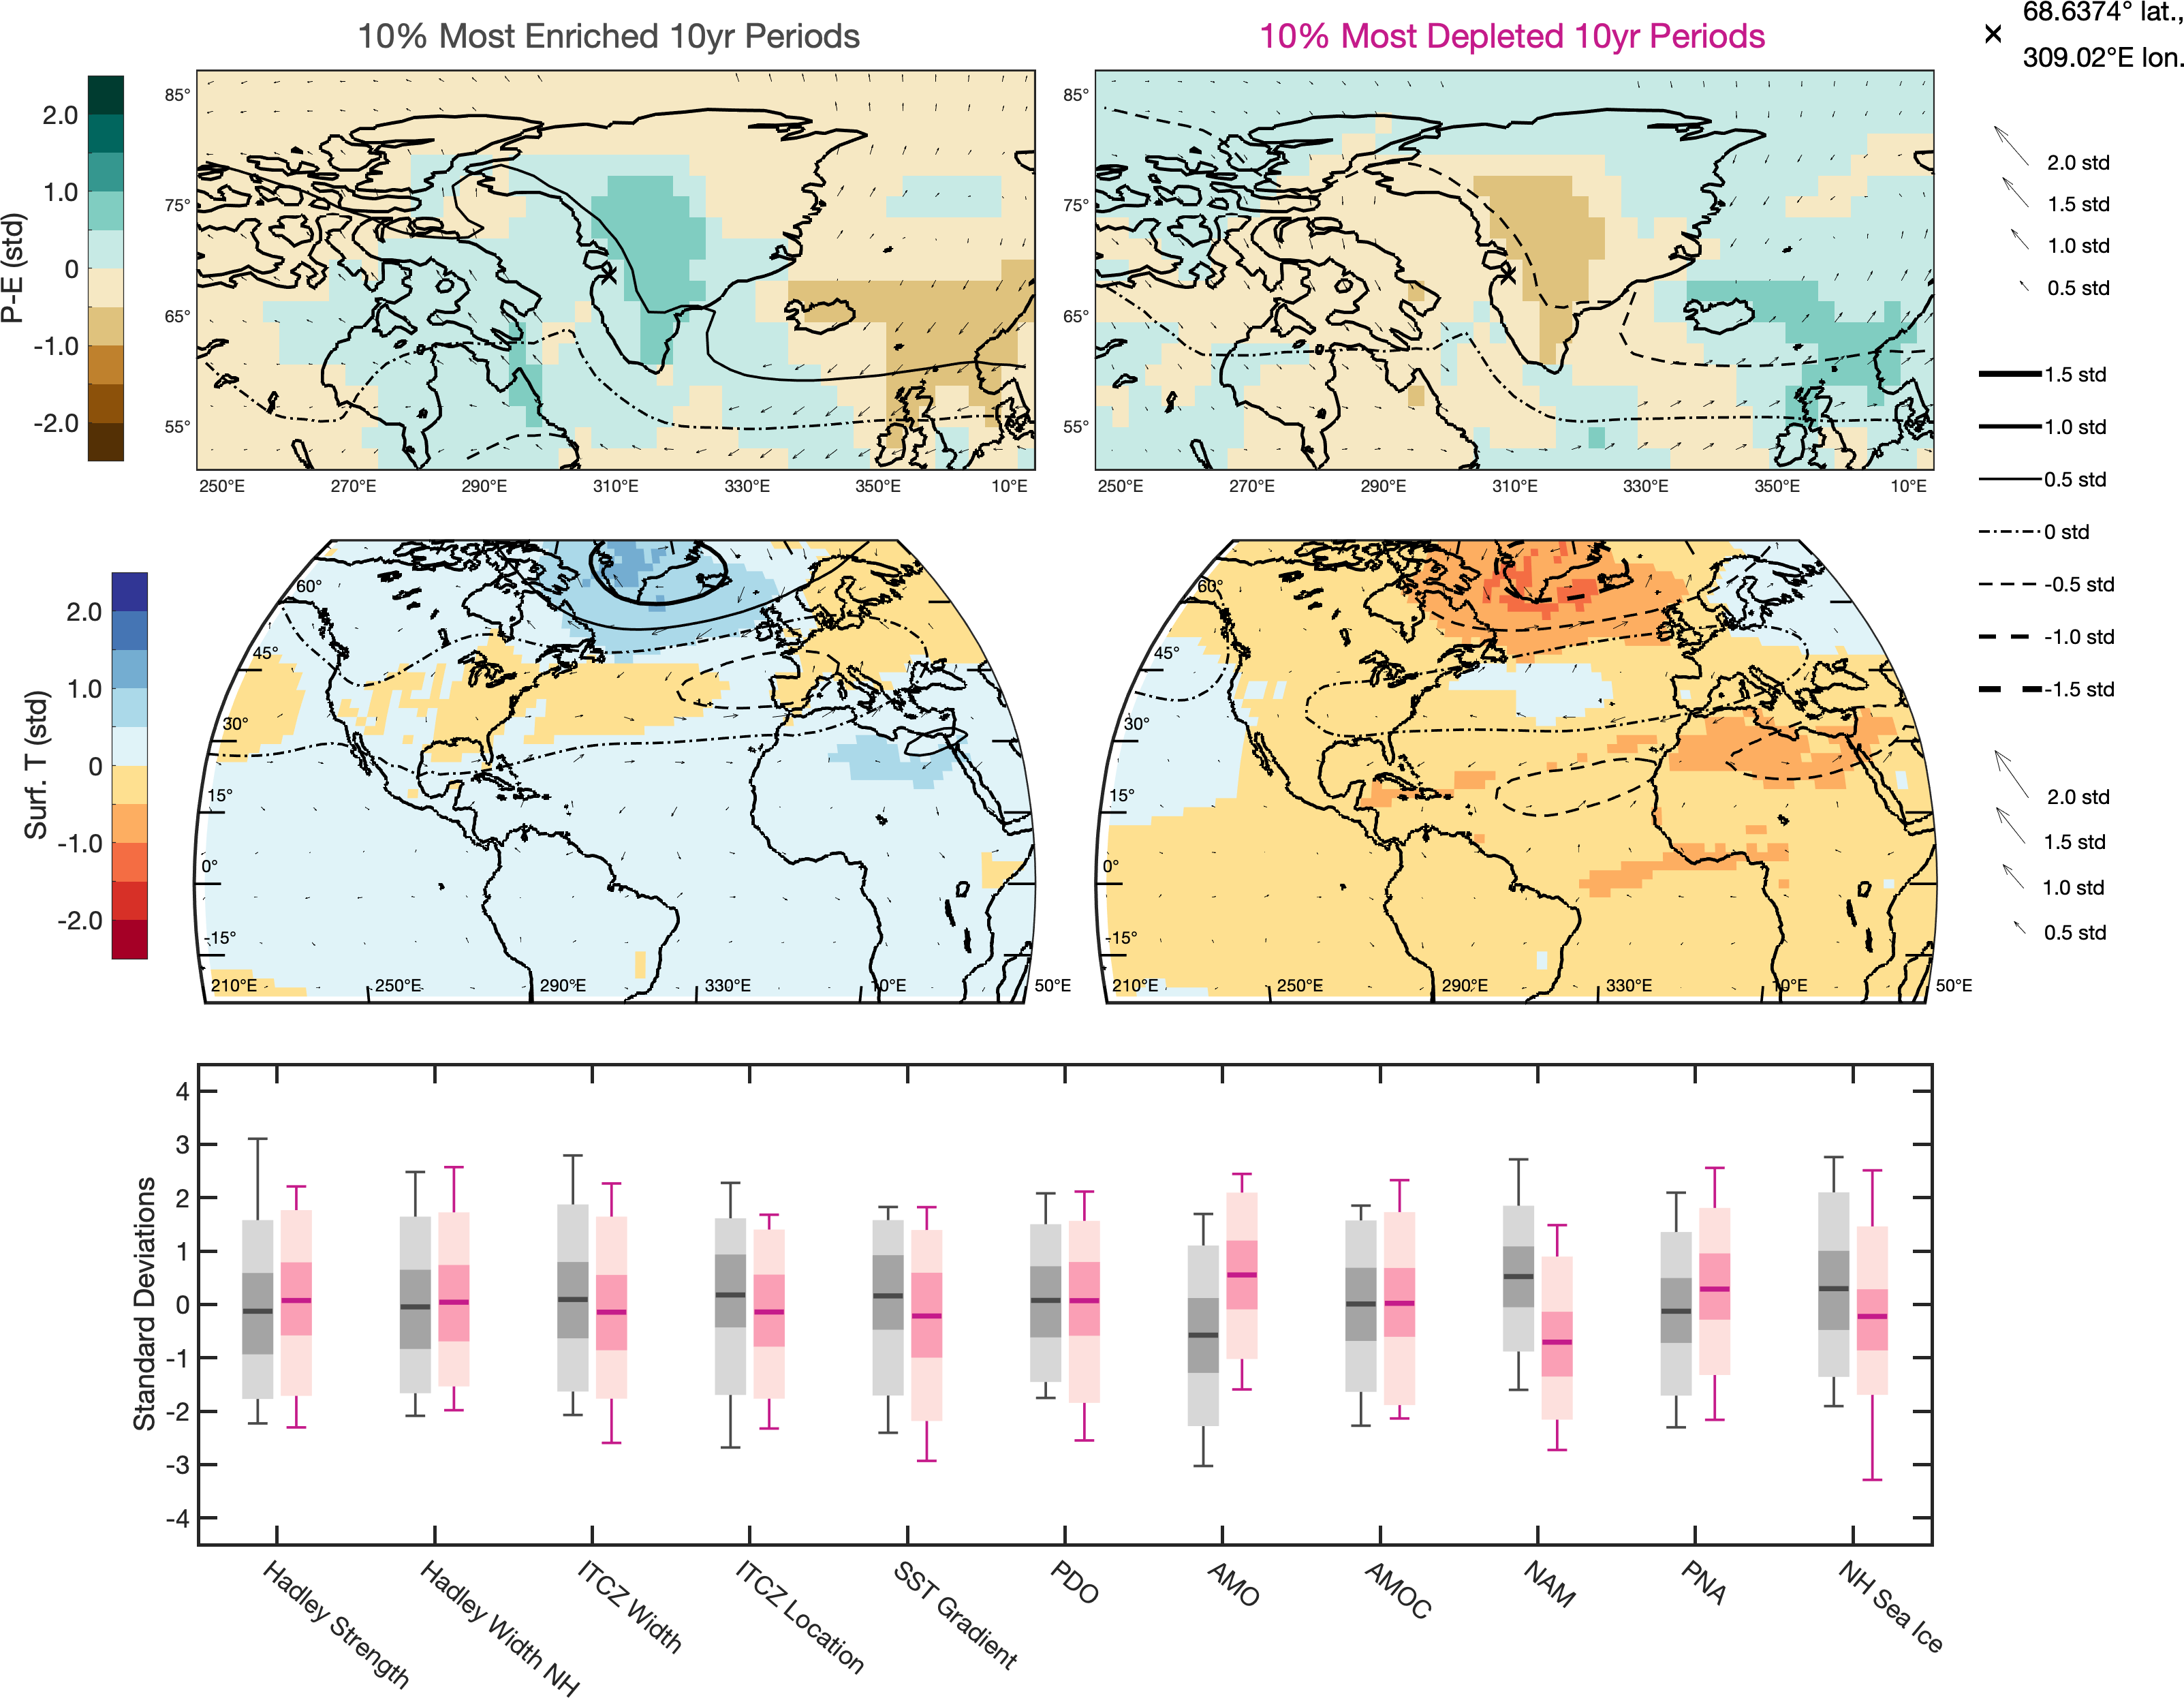 10% Most Enriched 10yr Periods
10% Most Depleted 10yr Periods
68.6374° lat.,
309.02°E lon.
P-E (std)
2.0
1.0
0
-1.0
-2.0
85°
75°
65°
55°
250°E
270°E
290°E
310°E
330°E
350°E
10°E
85°
75°
65°
55°
250°E
270°E
290°E
310°E
330°E
350°E
10°E
2.0 std
1.5 std
1.0 std
0.5 std
1.5 std
1.0 std
0.5 std
0 std
-0.5 std
-1.0 std
-1.5 std
Surf. T (std)
2.0
1.0
0
-1.0
-2.0
60°
45°
30°
15°
0°
-15°
210°E
250°E
290°E
330°E
10°E
50°E
60°
45°
30°
15°
0°
-15°
210°E
250°E
290°E
330°E
10°E
50°E
2.0 std
1.5 std
1.0 std
0.5 std
Standard Deviations
4
3
2
1
0
-1
-2
-3
-4
Hadley Strength
Hadley Width NH
ITCZ Width
ITCZ Location
SST Gradient
PDO
AMO
AMOC
NAM
PNA
NH Sea Ice